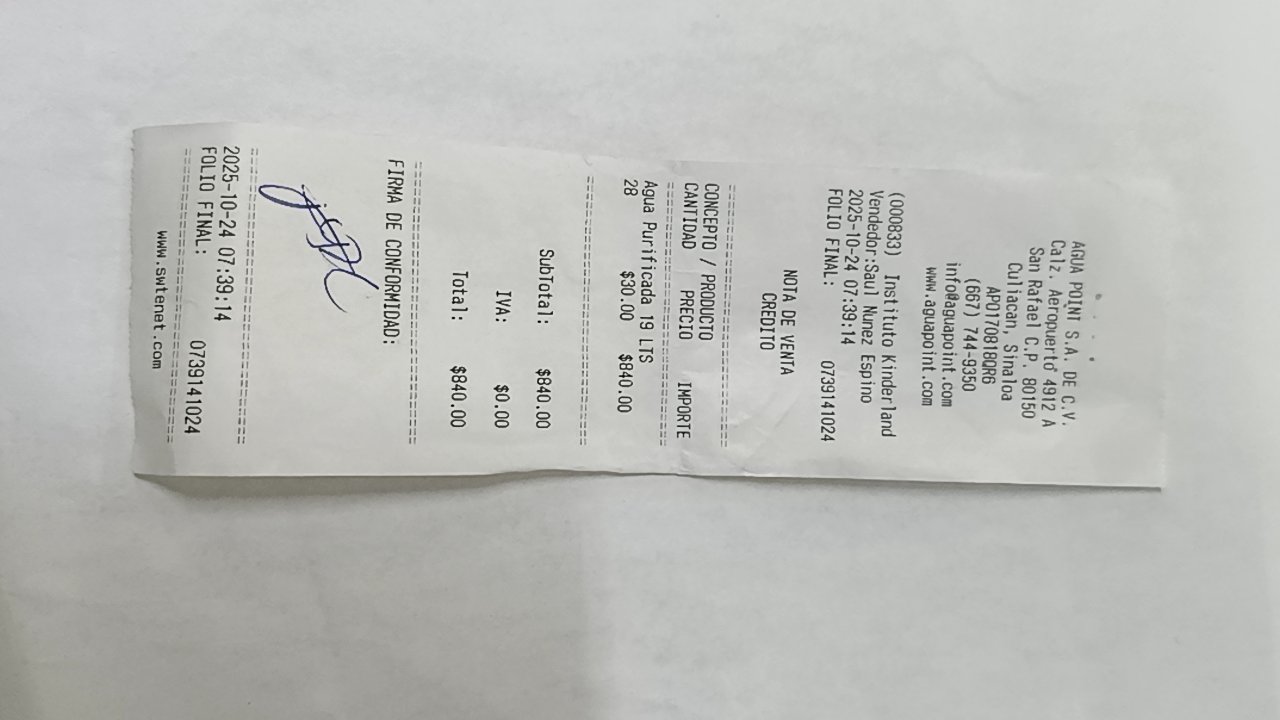 AGUA POINT S.A. DE C.V.
Calz. Aeropuerto 4912 A
San Rafael C.P. 80150
Culiacan, Sinaloa
APO170818QR6
(667) 744-9350
info@aguapoint.com
www.aguapoint.com
(000833) Instituto Kinderland
Vendedor:Saul Nunez Espino
2025-10-24 07:39:14
FOLIO FINAL: 0739141024
NOTA DE VENTA
CREDITO
CONCEPTO / PRODUCTO
CANTIDAD PRECIO IMPORTE
Agua Purificada 19 LTS
28 $30.00 $840.00
SubTotal: $840.00
IVA: $0.00
Total: $840.00
FIRMA DE CONFORMIDAD:
2025-10-24 07:39:14
FOLIO FINAL: 0739141024
www.swtenet.com